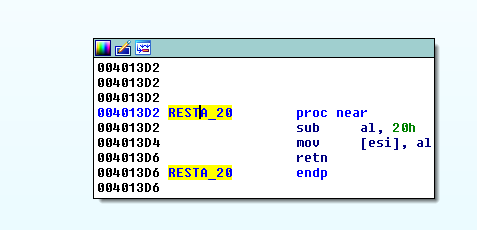 004013D2
004013D2
004013D2
004013D2 RESTA_20 proc near
004013D2 sub al, 20h
004013D4 mov [esi], al
004013D6 retn
004013D6 RESTA_20 endp
004013D6